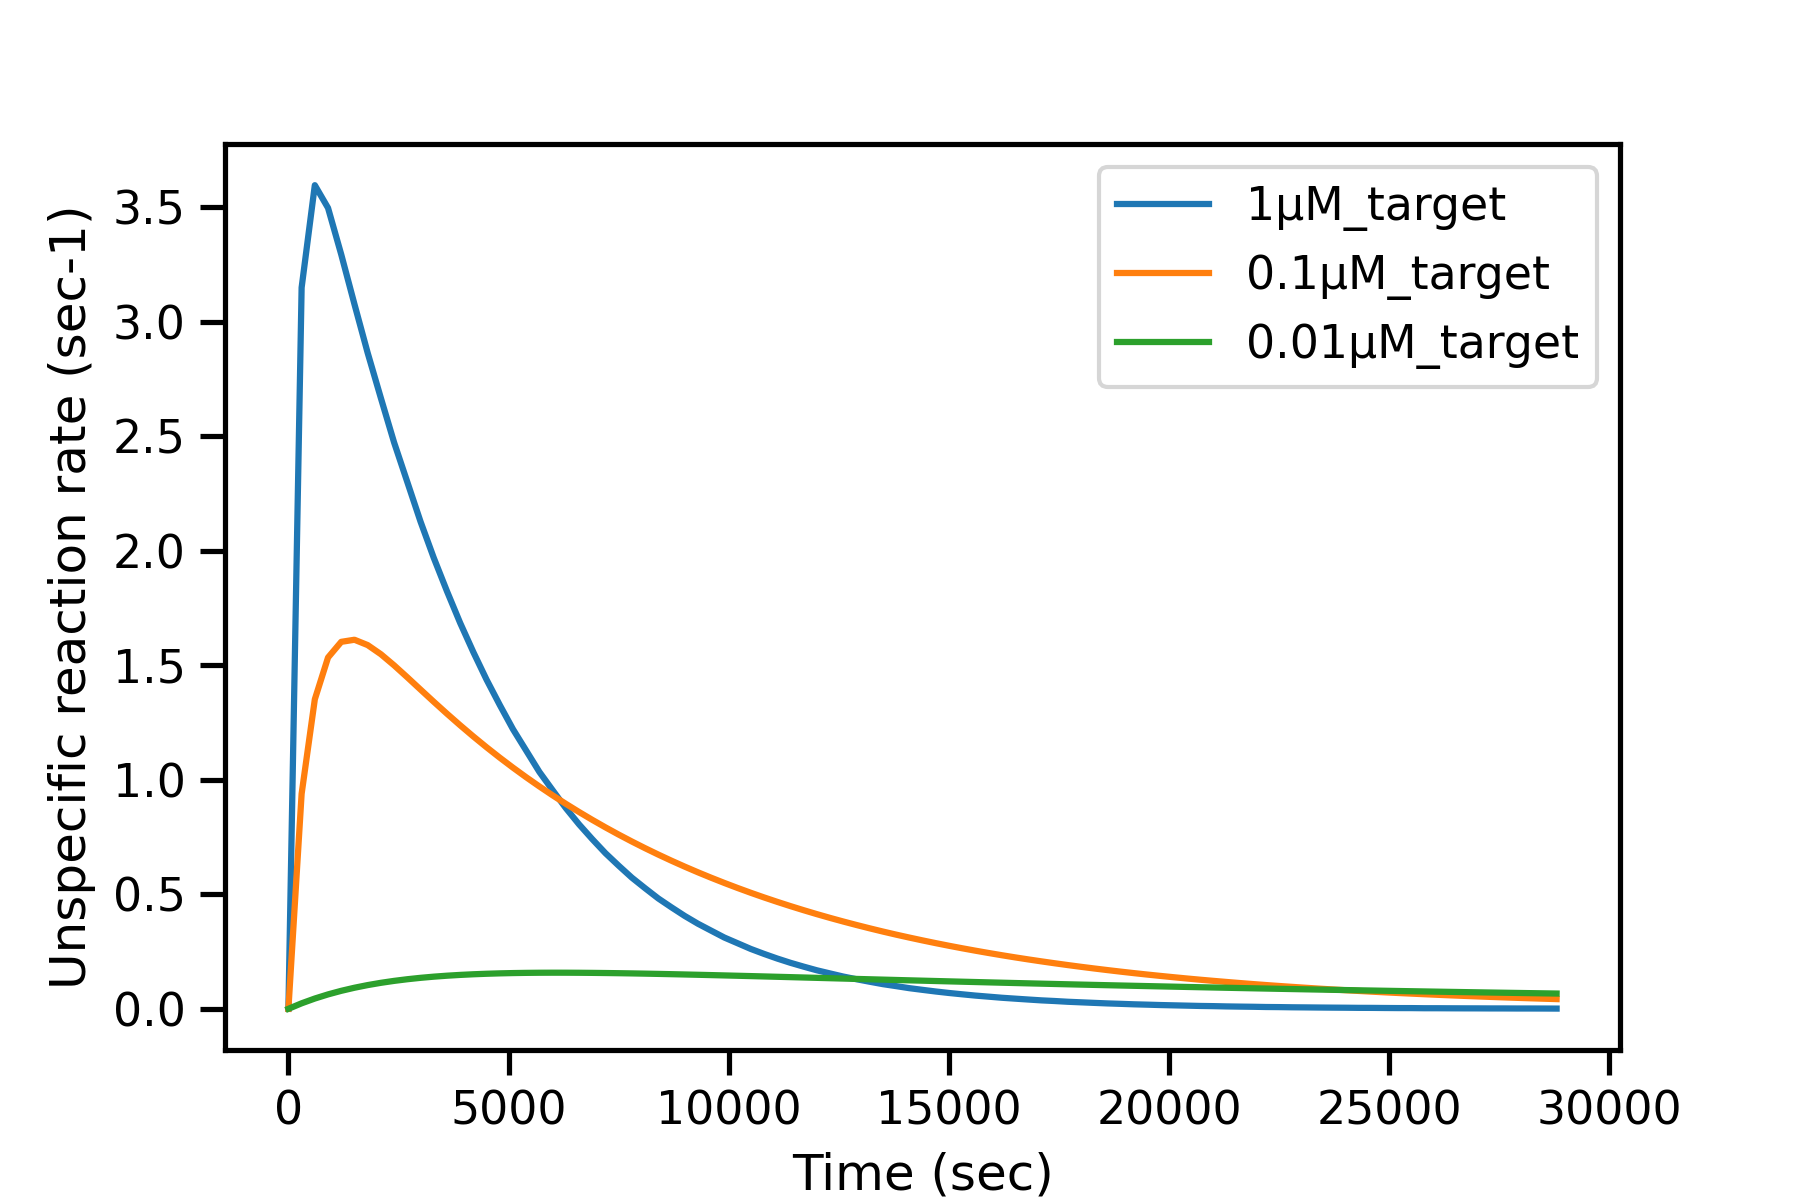 1μM_target
0.1μM_target
0.01μM_target
Unspecific reaction rate (sec-1)
3.5
3.0
2.5
2.0
1.5
1.0
0.5
0.0
0 5000 10000 15000 20000 25000 30000
Time (sec)